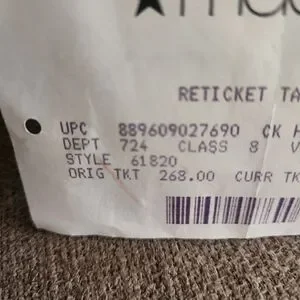 RETICKET TA
UPC 889609027690 CK H
DEPT 724 CLASS 8 V
STYLE 61820
ORIG TKT 268.00 CURR TK